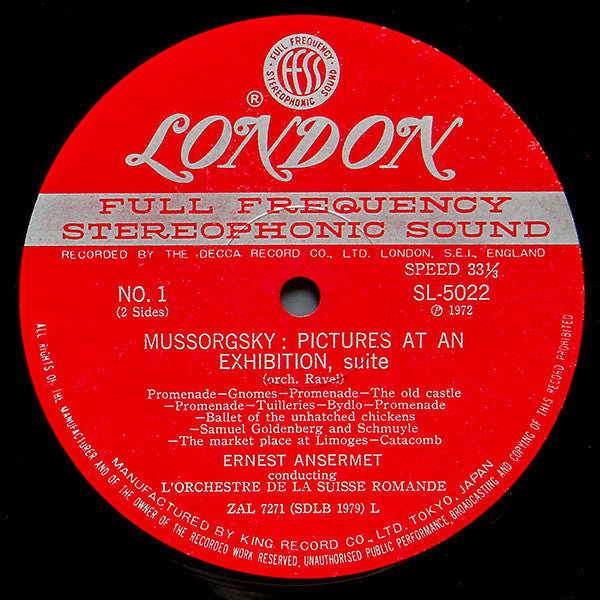 FULL FREQUENCY
ffss
STEREOPHONIC SOUND
®
LONDON
FULL FREQUENCY
STEREOPHONIC SOUND
RECORDED BY THE DECCA RECORD CO., LTD. LONDON, S.E.I., ENGLAND
SPEED 33⅓
NO. 1
SL-5022
(2 Sides)
℗ 1972
MUSSORGSKY : PICTURES AT AN
EXHIBITION, suite
(orch. Ravel)
Promenade-Gnomes-Promenade-The old castle
-Promenade-Tuilleries-Bydlo-Promenade
-Ballet of the unhatched chickens
-Samuel Goldenberg and Schmuyle
-The market place at Limoges-Catacomb
ERNEST ANSERMET
conducting
L'ORCHESTRE DE LA SUISSE ROMANDE
ZAL 7271 (SDLB 1979) L
MANUFACTURED BY KING RECORD CO., LTD. TOKYO, JAPAN
ALL RIGHTS OF THE MANUFACTURER AND OF THE OWNER OF THE RECORDED WORK RESERVED, UNAUTHORISED PUBLIC PERFORMANCE, BROADCASTING AND COPYING OF THIS RECORD PROHIBITED